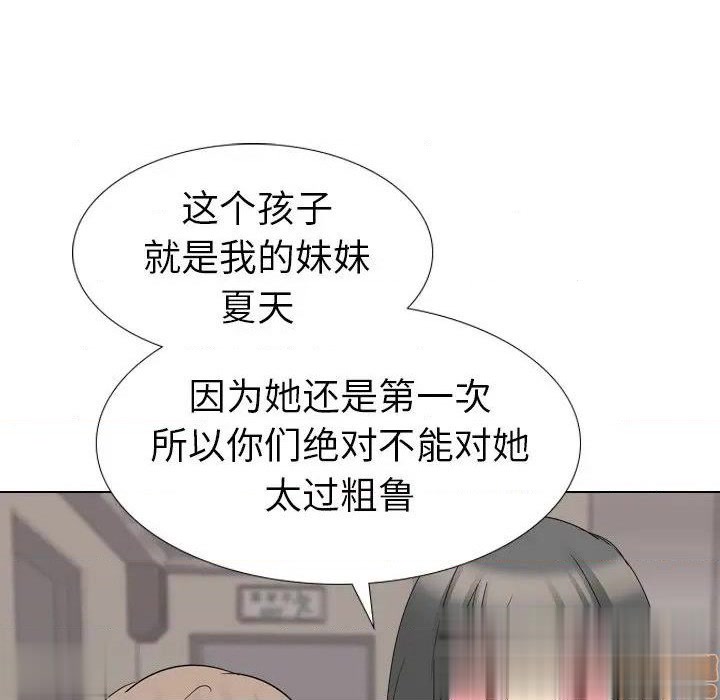 这个孩子
就是我的妹妹
夏天
因为她还是第一次
所以你们绝对不能对她
太过粗鲁